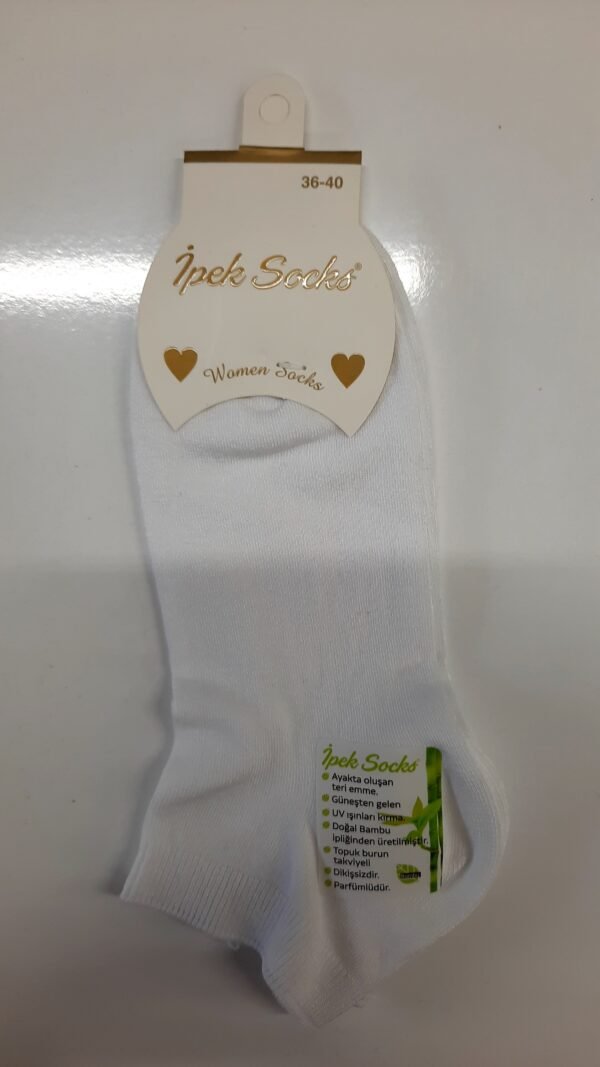 36-40
İpek Socks®
Women Socks
İpek Socks
Ayakta oluşan
teri emme.
Güneşten gelen
UV ışınları kırma.
Doğal Bambu
ipliğinden üretilmiştir.
Topuk burun
takviyeli
Dikişsizdir.
Parfümlüdür.